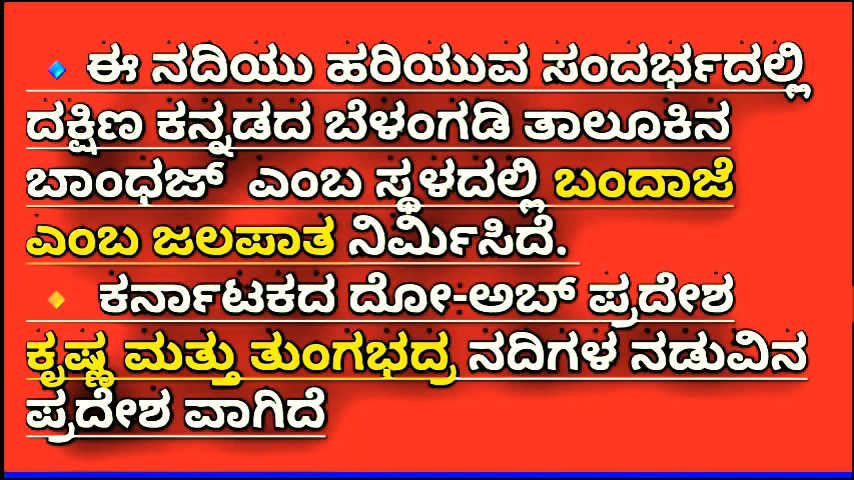 🔹 ಈ ನದಿಯು ಹರಿಯುವ ಸಂದರ್ಭದಲ್ಲಿ
ದಕ್ಷಿಣ ಕನ್ನಡದ ಬೆಳಂಗಡಿ ತಾಲೂಕಿನ
ಬಾಂಧಜ್ ಎಂಬ ಸ್ಥಳದಲ್ಲಿ ಬಂದಾಜೆ
ಎಂಬ ಜಲಪಾತ ನಿರ್ಮಿಸಿದೆ.
🔸 ಕರ್ನಾಟಕದ ದೋ-ಅಬ್ ಪ್ರದೇಶ
ಕೃಷ್ಣ ಮತ್ತು ತುಂಗಭದ್ರ ನದಿಗಳ ನಡುವಿನ
ಪ್ರದೇಶ ವಾಗಿದೆ